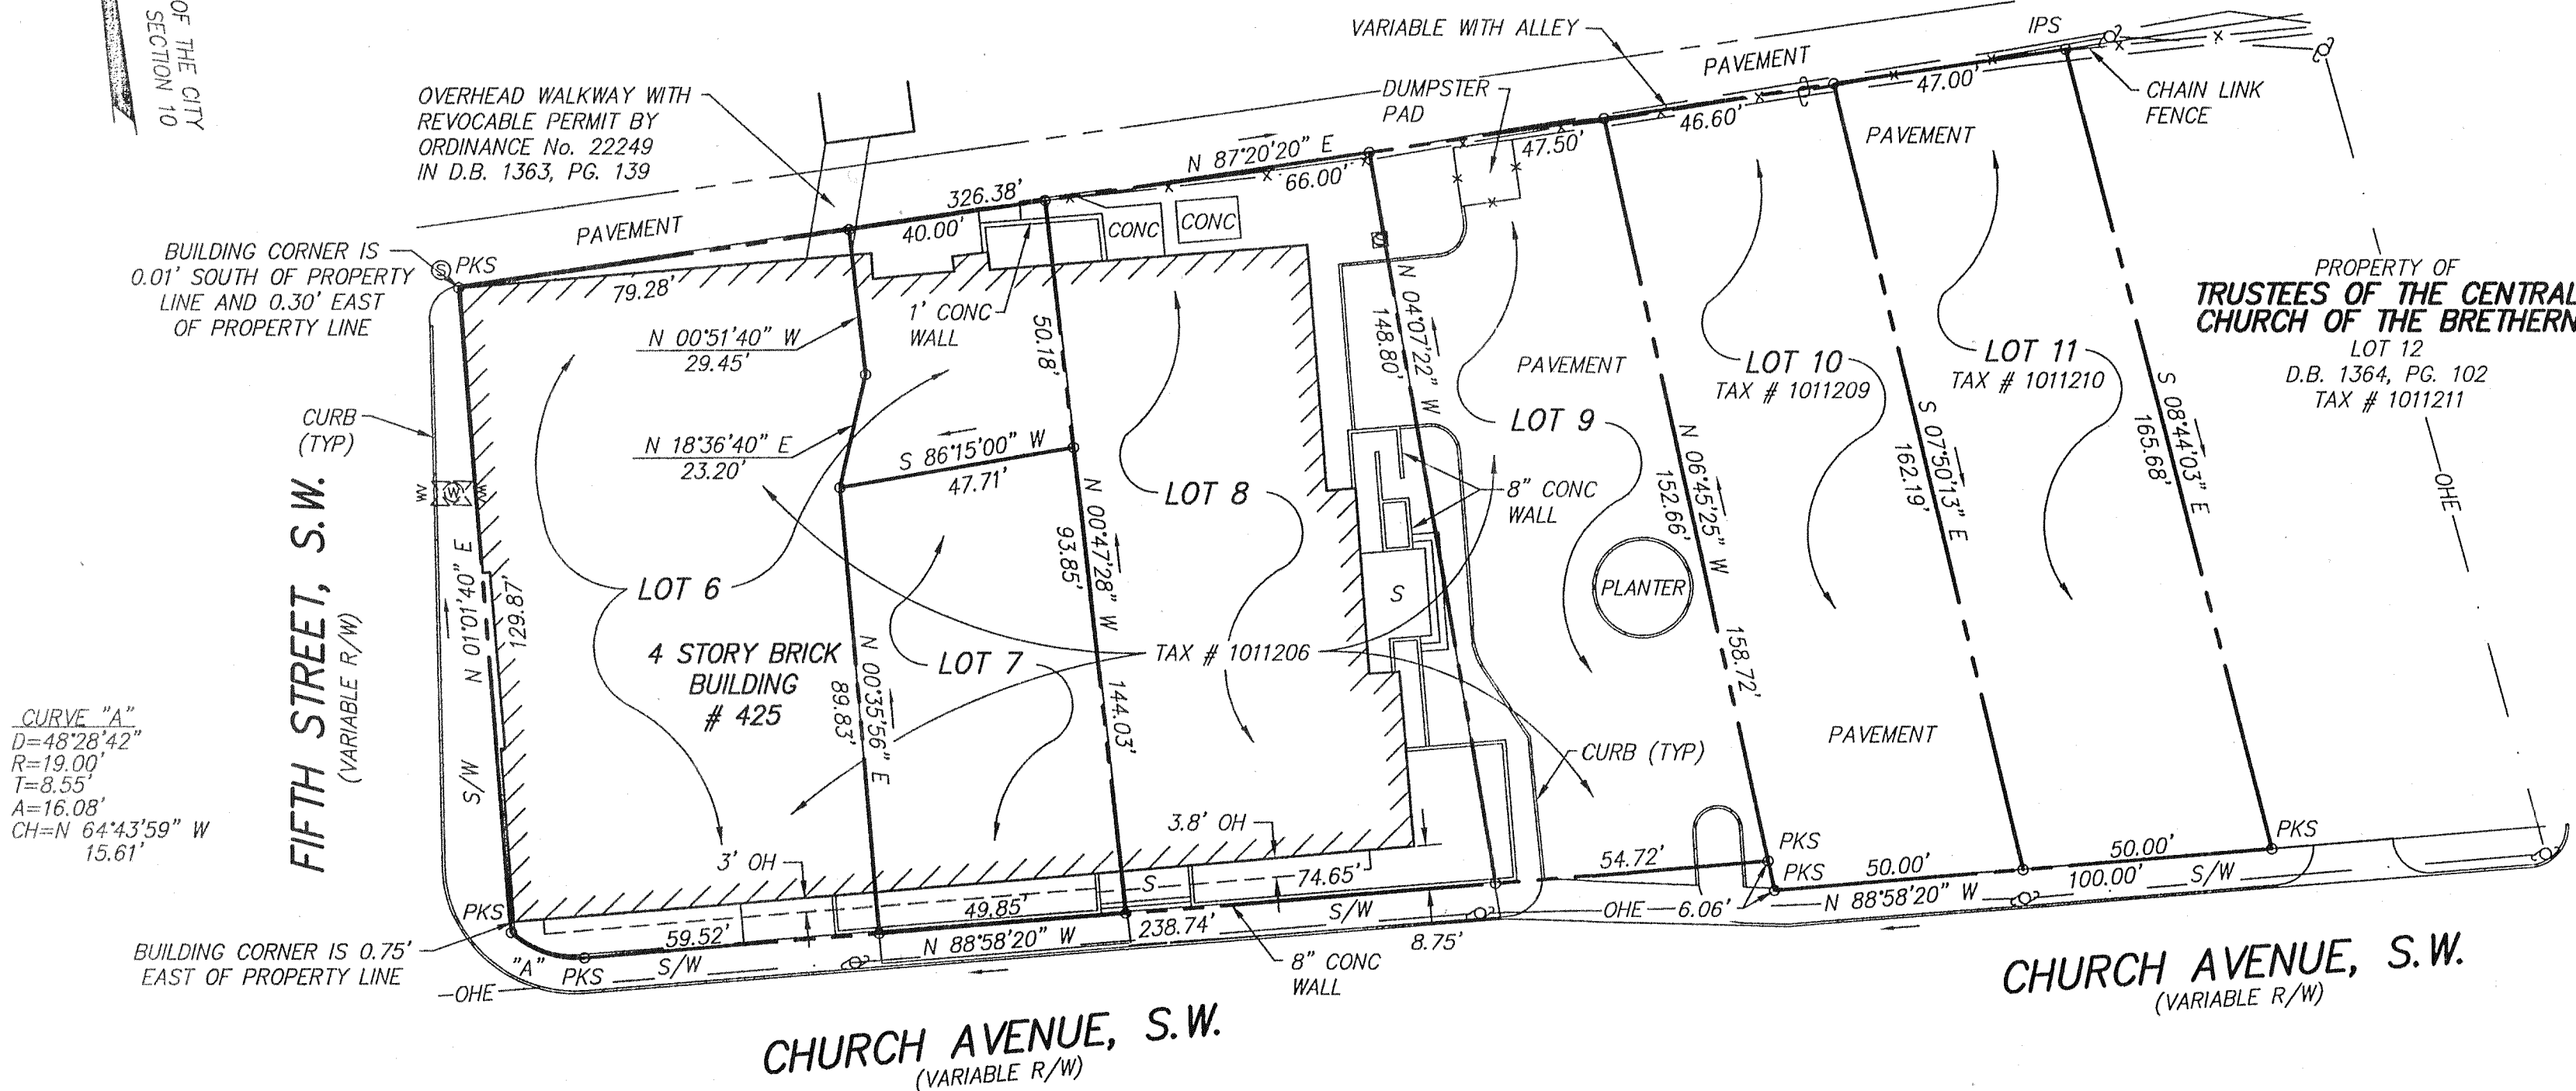 OF THE CITY
SECTION 10
VARIABLE WITH ALLEY
PAVEMENT
IPS
47.00'
CHAIN LINK
FENCE
46.60'
PAVEMENT
DUMPSTER
PAD
47.50'
OVERHEAD WALKWAY WITH
REVOCABLE PERMIT BY
ORDINANCE No. 22249
IN D.B. 1363, PG. 139
N 87°20'20" E
66.00'
326.38'
40.00'
PAVEMENT
CONC
CONC
BUILDING CORNER IS
0.01' SOUTH OF PROPERTY
LINE AND 0.30' EAST
OF PROPERTY LINE
S
PKS
79.28'
1' CONC
WALL
N 00°51'40" W
29.45'
50.18'
N 04°07'22" W
148.80'
PAVEMENT
LOT 10
TAX # 1011209
LOT 11
TAX # 1011210
PROPERTY OF
TRUSTEES OF THE CENTRAL
CHURCH OF THE BRETHERN
LOT 12
D.B. 1364, PG. 102
TAX # 1011211
CURB
(TYP)
N 18°36'40" E
23.20'
S 86°15'00" W
47.71'
LOT 8
LOT 9
8" CONC
WALL
N 06°45'25" W
152.66'
S 07°50'13" E
162.19'
S 08°44'03" E
165.68'
OHE
W
W
W
FIFTH STREET, S.W.
(VARIABLE R/W)
N 01°01'40" E
129.87'
S/W
LOT 6
N 00°47'28" W
93.85'
144.03'
S
PLANTER
4 STORY BRICK
BUILDING
# 425
LOT 7
TAX # 1011206
N 00°35'56" E
89.83'
158.72'
PAVEMENT
CURB (TYP)
CURVE "A"
D=48°28'42"
R=19.00'
T=8.55'
A=16.08'
CH=N 64°43'59" W
15.61'
3' OH
3.8' OH
S
74.65'
54.72'
PKS
PKS
50.00'
50.00'
PKS
100.00'
S/W
N 88°58'20" W
OHE
6.06'
PKS
49.85'
59.52'
N 88°58'20" W
238.74'
S/W
8.75'
BUILDING CORNER IS 0.75'
EAST OF PROPERTY LINE
"A"
PKS
S/W
OHE
8" CONC
WALL
CHURCH AVENUE, S.W.
(VARIABLE R/W)
CHURCH AVENUE, S.W.
(VARIABLE R/W)